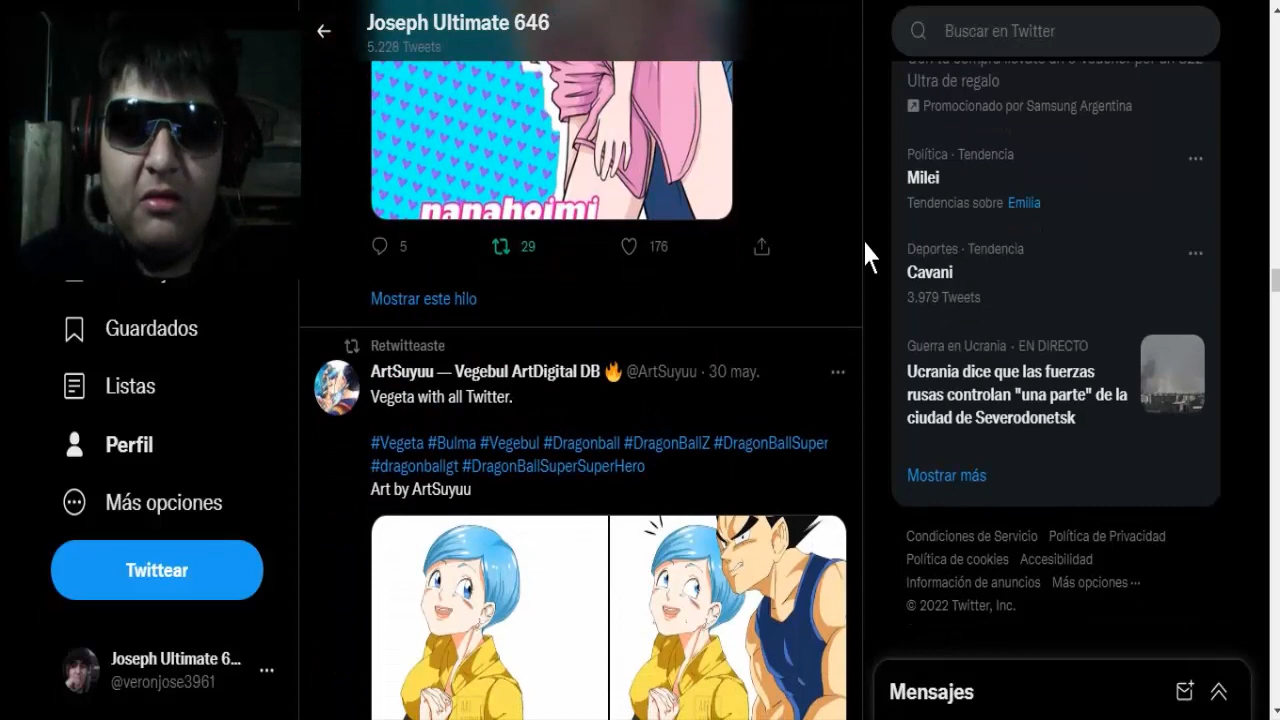 Joseph Ultimate 646
5.228 Tweets
5
29
176
Mostrar este hilo
Retwitteaste
ArtSuyuu — Vegebul ArtDigital DB 🔥 @ArtSuyuu · 30 may.
Vegeta with all Twitter.
#Vegeta #Bulma #Vegebul #Dragonball #DragonBallZ #DragonBallSuper
#dragonballgt #DragonBallSuperSuperHero
Art by ArtSuyuu
Guardados
Listas
Perfil
Más opciones
Twittear
Joseph Ultimate 6...
@veronjose3961
Buscar en Twitter
Ultra de regalo
Promocionado por Samsung Argentina
Política · Tendencia
Milei
Tendencias sobre Emilia
Deportes · Tendencia
Cavani
3.979 Tweets
Guerra en Ucrania · EN DIRECTO
Ucrania dice que las fuerzas
rusas controlan "una parte" de la
ciudad de Severodonetsk
Mostrar más
Condiciones de Servicio Política de Privacidad
Política de cookies Accesibilidad
Información de anuncios Más opciones ···
© 2022 Twitter, Inc.
Mensajes